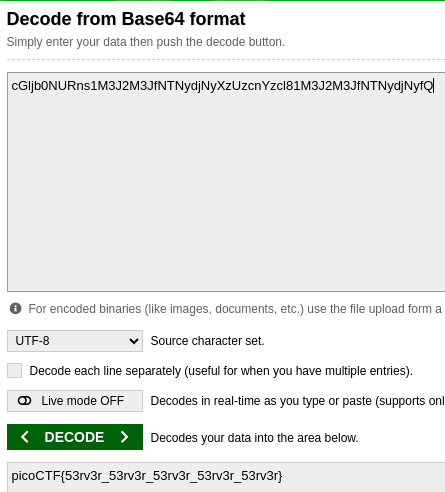 Decode from Base64 format
Simply enter your data then push the decode button.
cGljb0NURns1M3J2M3JfNTNydjNyXzUzcnYzcl81M3J2M3JfNTNydjNyfQ
For encoded binaries (like images, documents, etc.) use the file upload form a
UTF-8 Source character set.
Decode each line separately (useful for when you have multiple entries).
Live mode OFF Decodes in real-time as you type or paste (supports onl
DECODE Decodes your data into the area below.
picoCTF{53rv3r_53rv3r_53rv3r_53rv3r_53rv3r}